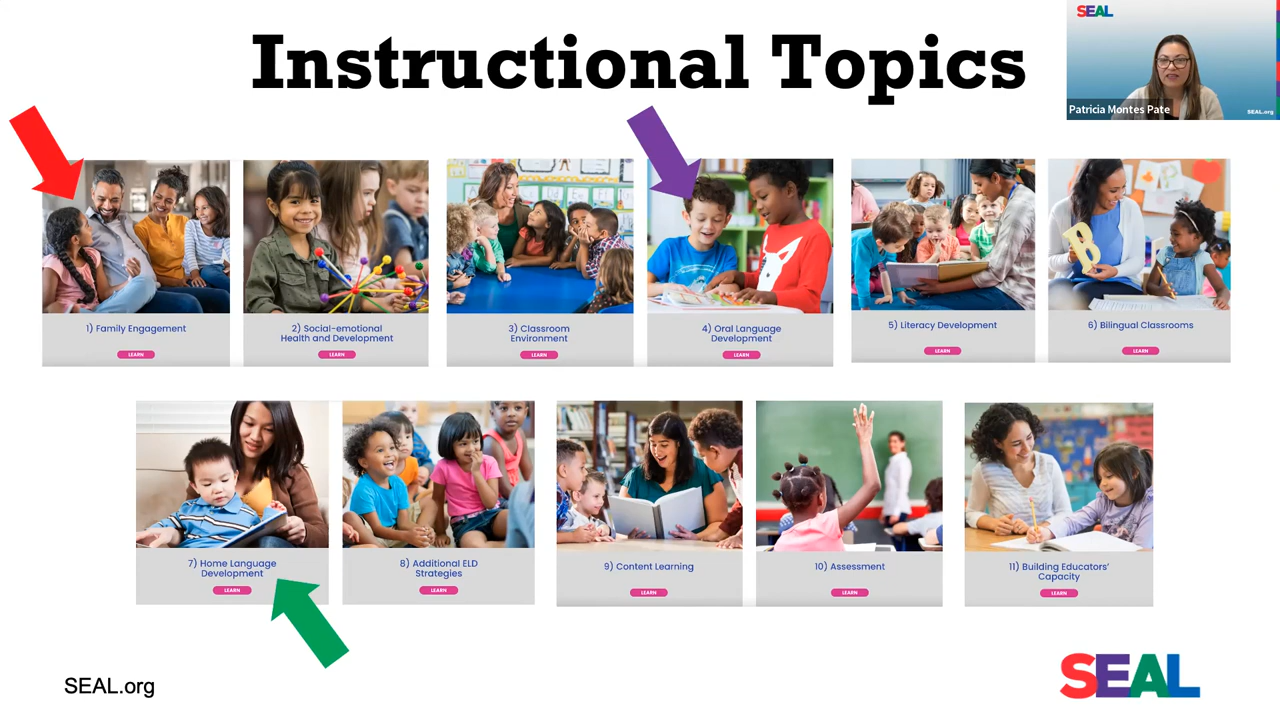 Instructional Topics
SEAL
Patricia Montes Pate
SEAL.org
1) Family Engagement
LEARN
2) Social-emotional
Health and Development
LEARN
3) Classroom
Environment
LEARN
4) Oral Language
Development
LEARN
5) Literacy Development
LEARN
6) Bilingual Classrooms
LEARN
B
7) Home Language
Development
LEARN
8) Additional ELD
Strategies
LEARN
9) Content Learning
LEARN
10) Assessment
LEARN
11) Building Educators'
Capacity
LEARN
SEAL.org
SEAL